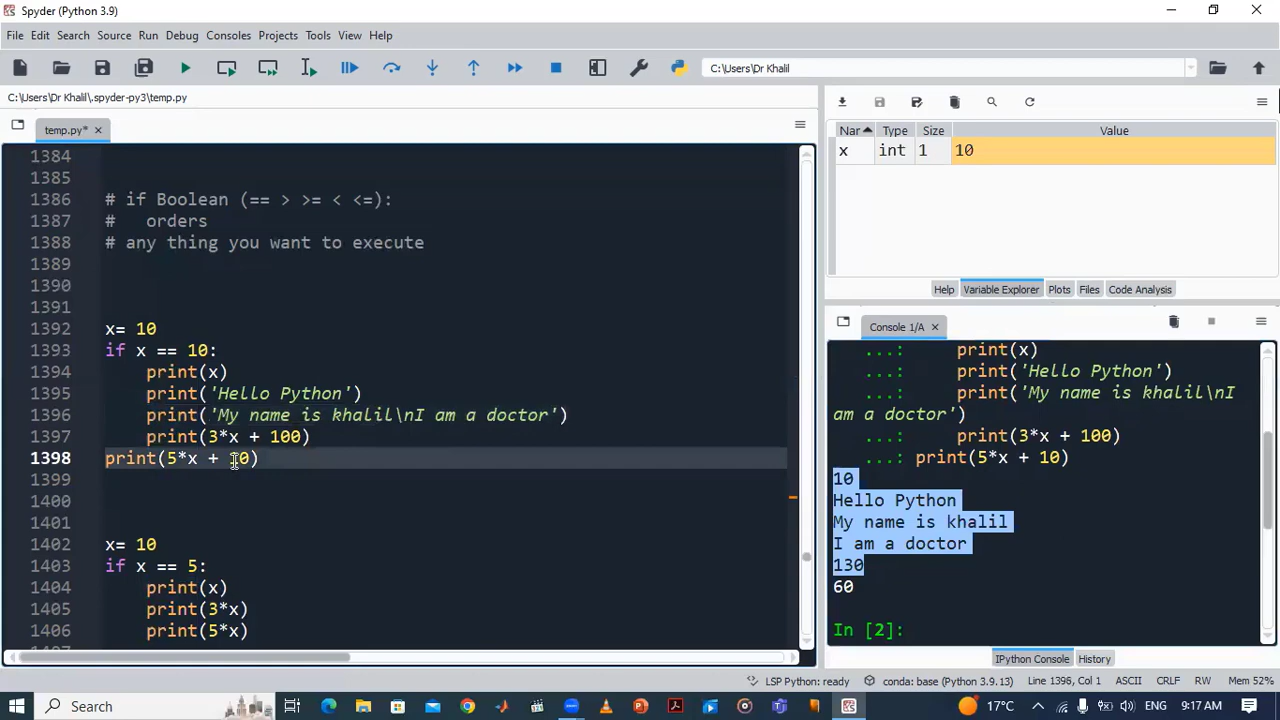 Spyder (Python 3.9)
File Edit Search Source Run Debug Consoles Projects Tools View Help
C:\Users\Dr Khalil
C:\Users\Dr Khalil\.spyder-py3\temp.py
temp.py*
1384
1385
1386 # if Boolean (== > >= < <=):
1387 #   orders
1388 # any thing you want to execute
1389
1390
1391
1392 x= 10
1393 if x == 10:
1394     print(x)
1395     print('Hello Python')
1396     print('My name is khalil\nI am a doctor')
1397     print(3*x + 100)
1398 print(5*x + 10)
1399
1400
1401
1402 x= 10
1403 if x == 5:
1404     print(x)
1405     print(3*x)
1406     print(5*x)
Nar Type Size Value
x int 1 10
Help Variable Explorer Plots Files Code Analysis
Console 1/A
...:     print(x)
...:     print('Hello Python')
...:     print('My name is khalil\nI
am a doctor')
...:     print(3*x + 100)
...: print(5*x + 10)
10
Hello Python
My name is khalil
I am a doctor
130
60
In [2]:
IPython Console History
LSP Python: ready conda: base (Python 3.9.13) Line 1396, Col 1 ASCII CRLF RW Mem 52%
Search 17°C ENG 9:17 AM